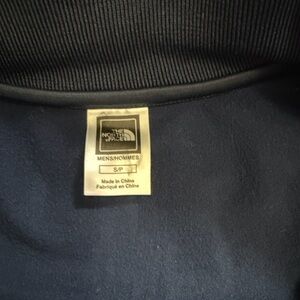 THE
NORTH
FACE
MENS/HOMMES
S/P
Made in China
Fabriqué en Chine